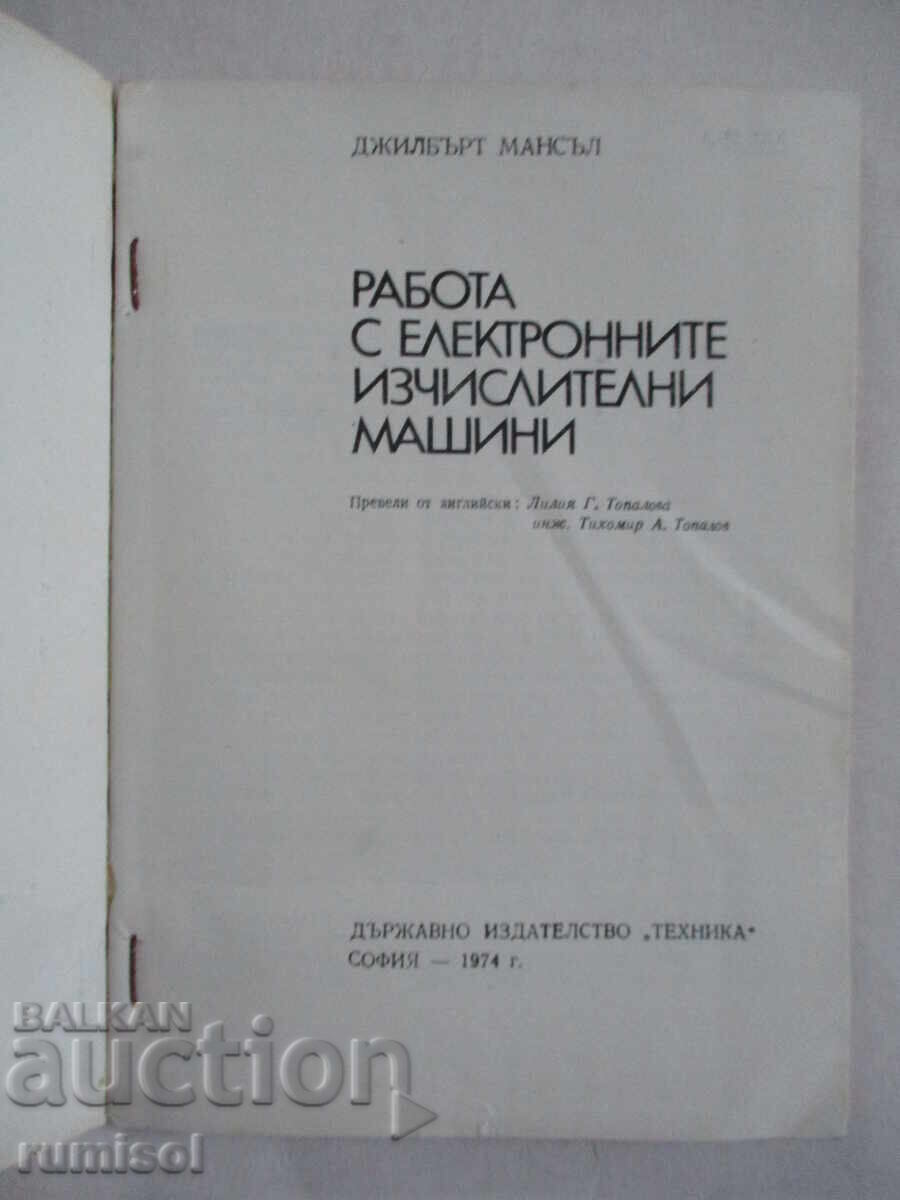 ДЖИЛБЪРТ МАНСЪЛ
РАБОТА
С ЕЛЕКТРОННИТЕ
ИЗЧИСЛИТЕЛНИ
МАШИНИ
Превели от английски: Лилия Г. Топалова
инж. Тихомир А. Топалов
ДЪРЖАВНО ИЗДАТЕЛСТВО „ТЕХНИКА“
СОФИЯ — 1974 г.
BALKAN
auction
rumisol